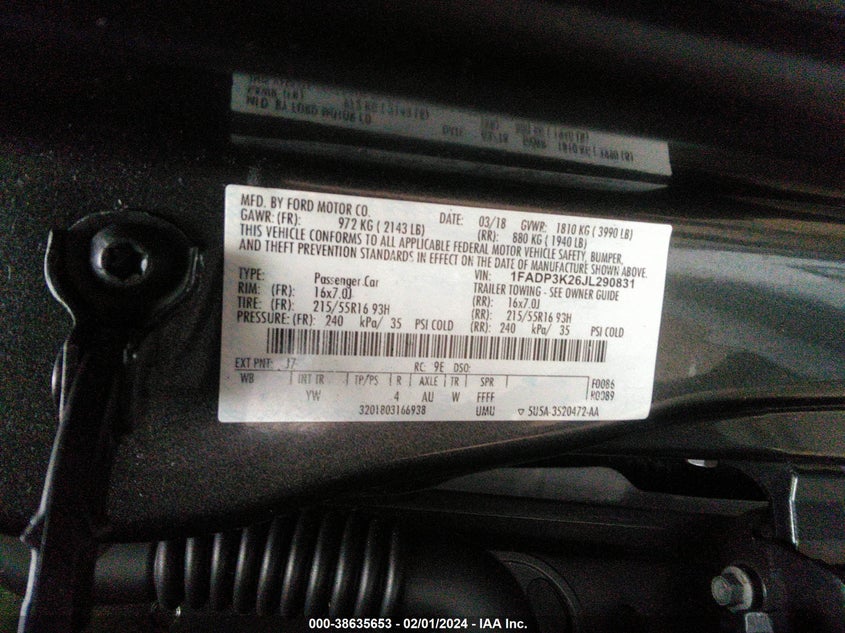 MFD. BY FORD MOTOR CO.
DATE: 03/18 GVWR: 1810 KG ( 3990 LB)
GAWR: (FR): 972 KG ( 2143 LB) (RR): 880 KG ( 1940 LB)
THIS VEHICLE CONFORMS TO ALL APPLICABLE FEDERAL MOTOR VEHICLE SAFETY, BUMPER,
AND THEFT PREVENTION STANDARDS IN EFFECT ON THE DATE OF MANUFACTURE SHOWN ABOVE.
VIN: 1FADP3K26JL290831
TYPE: Passenger Car TRAILER TOWING - SEE OWNER GUIDE
RIM: (FR): 16x7.0J (RR): 16x7.0J
TIRE: (FR): 215/55R16 93H (RR): 215/55R16 93H
PRESSURE: (FR): 240 kPa/ 35 PSI COLD (RR): 240 kPa/ 35 PSI COLD
EXT PNT: J7 RC: 9E DSO:
WB INT TR TP/PS R AXLE TR SPR F0086
YW 4 AU W FFFF K0089
3201803166938 UMU ▽ 5U5A-3520472-AA
000-38635653 — 02/01/2024 — IAA Inc.